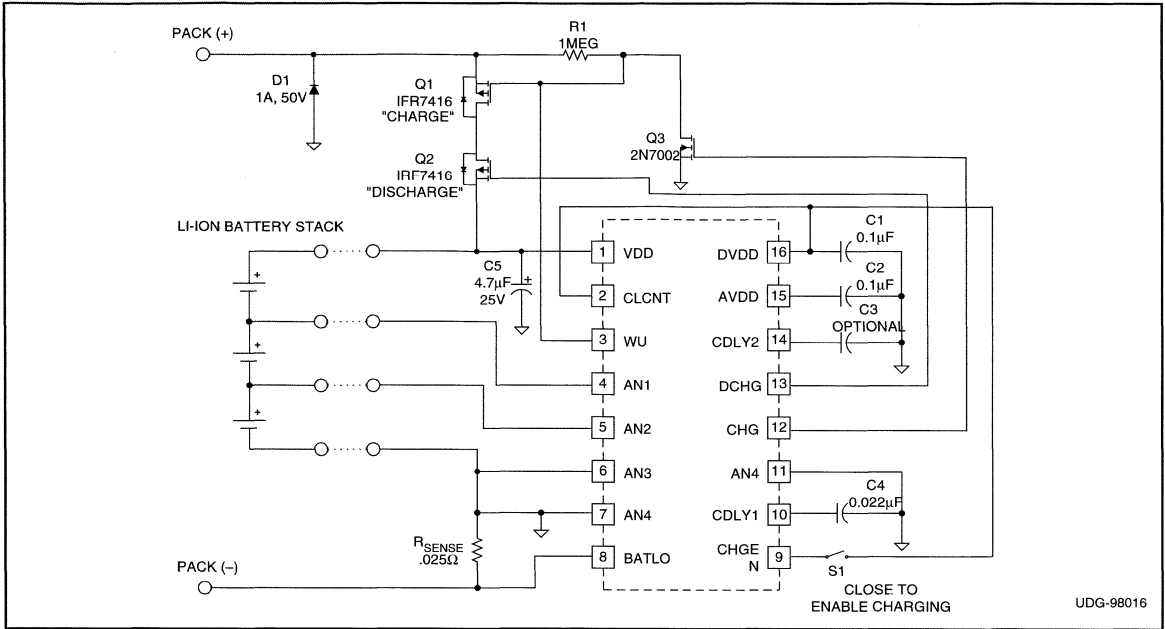 PACK (+)
R1
1MEG
D1
1A, 50V
Q1
IFR7416
"CHARGE"
Q3
2N7002
Q2
IRF7416
"DISCHARGE"
LI-ION BATTERY STACK
C5
4.7µF
25V
+
+
+
+
1 VDD
2 CLCNT
3 WU
4 AN1
5 AN2
6 AN3
7 AN4
8 BATLO
DVDD 16
AVDD 15
CDLY2 14
DCHG 13
CHG 12
AN4 11
CDLY1 10
CHGE
N 9
C1
0.1µF
C2
0.1µF
C3
OPTIONAL
C4
0.022µF
RSENSE
.025Ω
PACK (–)
S1
CLOSE TO
ENABLE CHARGING
UDG-98016